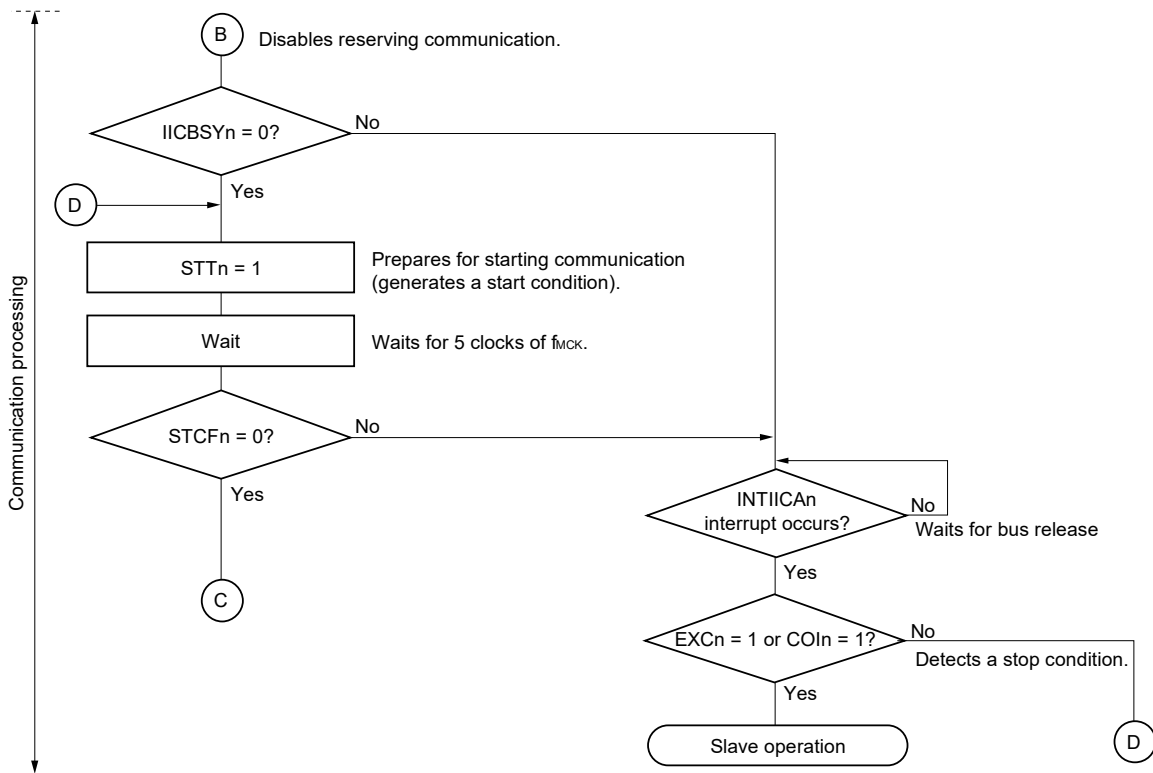 B
Disables reserving communication.
IICBSYn = 0?
No
Yes
D
STTn = 1
Prepares for starting communication
(generates a start condition).
Wait
Waits for 5 clocks of fMCK.
STCFn = 0?
No
Yes
C
INTIICAn
interrupt occurs?
No
Waits for bus release
Yes
EXCn = 1 or COIn = 1?
No
Detects a stop condition.
Yes
Slave operation
D
Communication processing